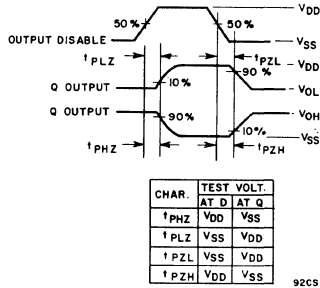 VDD
50% 50%
OUTPUT DISABLE VSS
tPLZ tPZL VDD
90%
Q OUTPUT 10% VOL
Q OUTPUT VOH
90%
10% VSS
tPHZ tPZH
CHAR. TEST VOLT.
AT D AT Q
tPHZ VDD VSS
tPLZ VSS VDD
tPZL VSS VDD
tPZH VDD VSS
92CS